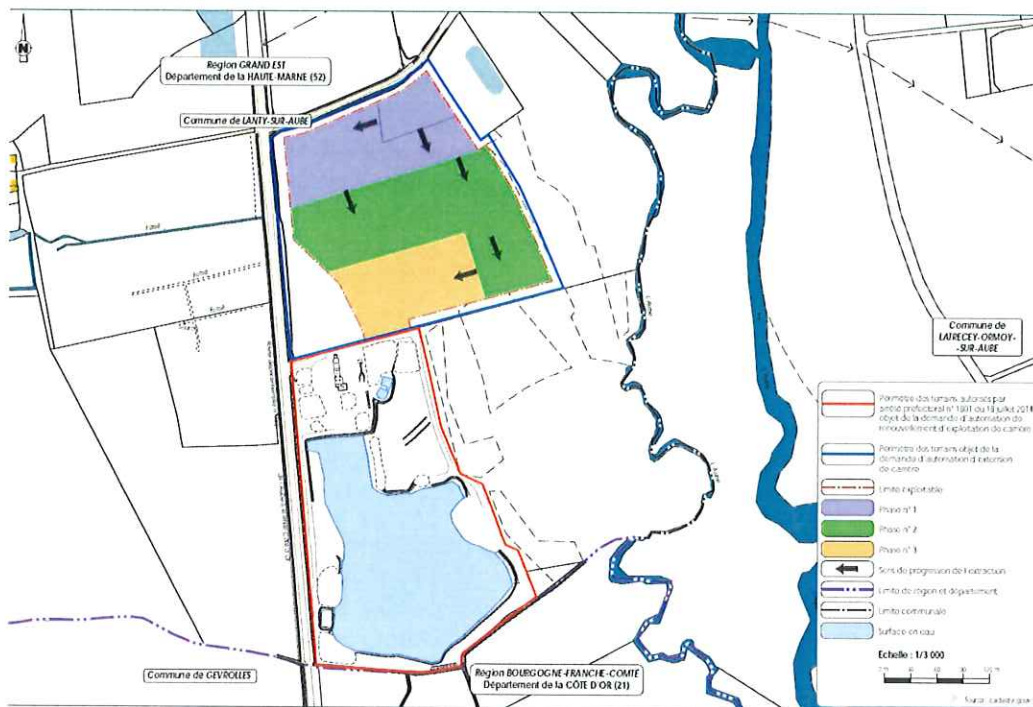 N
Région GRAND EST
Département de la HAUTE-MARNE (52)
Commune de LANTY-SUR-AUBE
Commune de
LATRECEY-ORMOY-
-SUR-AUBE
Périmètre des terrains autorisés par
arrêté préfectoral n° 1801 du 18 juillet
objet de la demande d'autorisation de
renouvellement d'exploitation de carrière
Périmètre des terrains objet de la
demande d'autorisation d'extension
de carrière
Limite exploitable
Phase n° 1
Phase n° 2
Phase n° 3
Sens de progression de l'extraction
Limite de région et département
Limite communale
Surface en eau
Echelle : 1/3 000
Commune de GEVROLLES
Région BOURGOGNE-FRANCHE-COMTÉ
Département de la CÔTE D'OR (21)
Source :